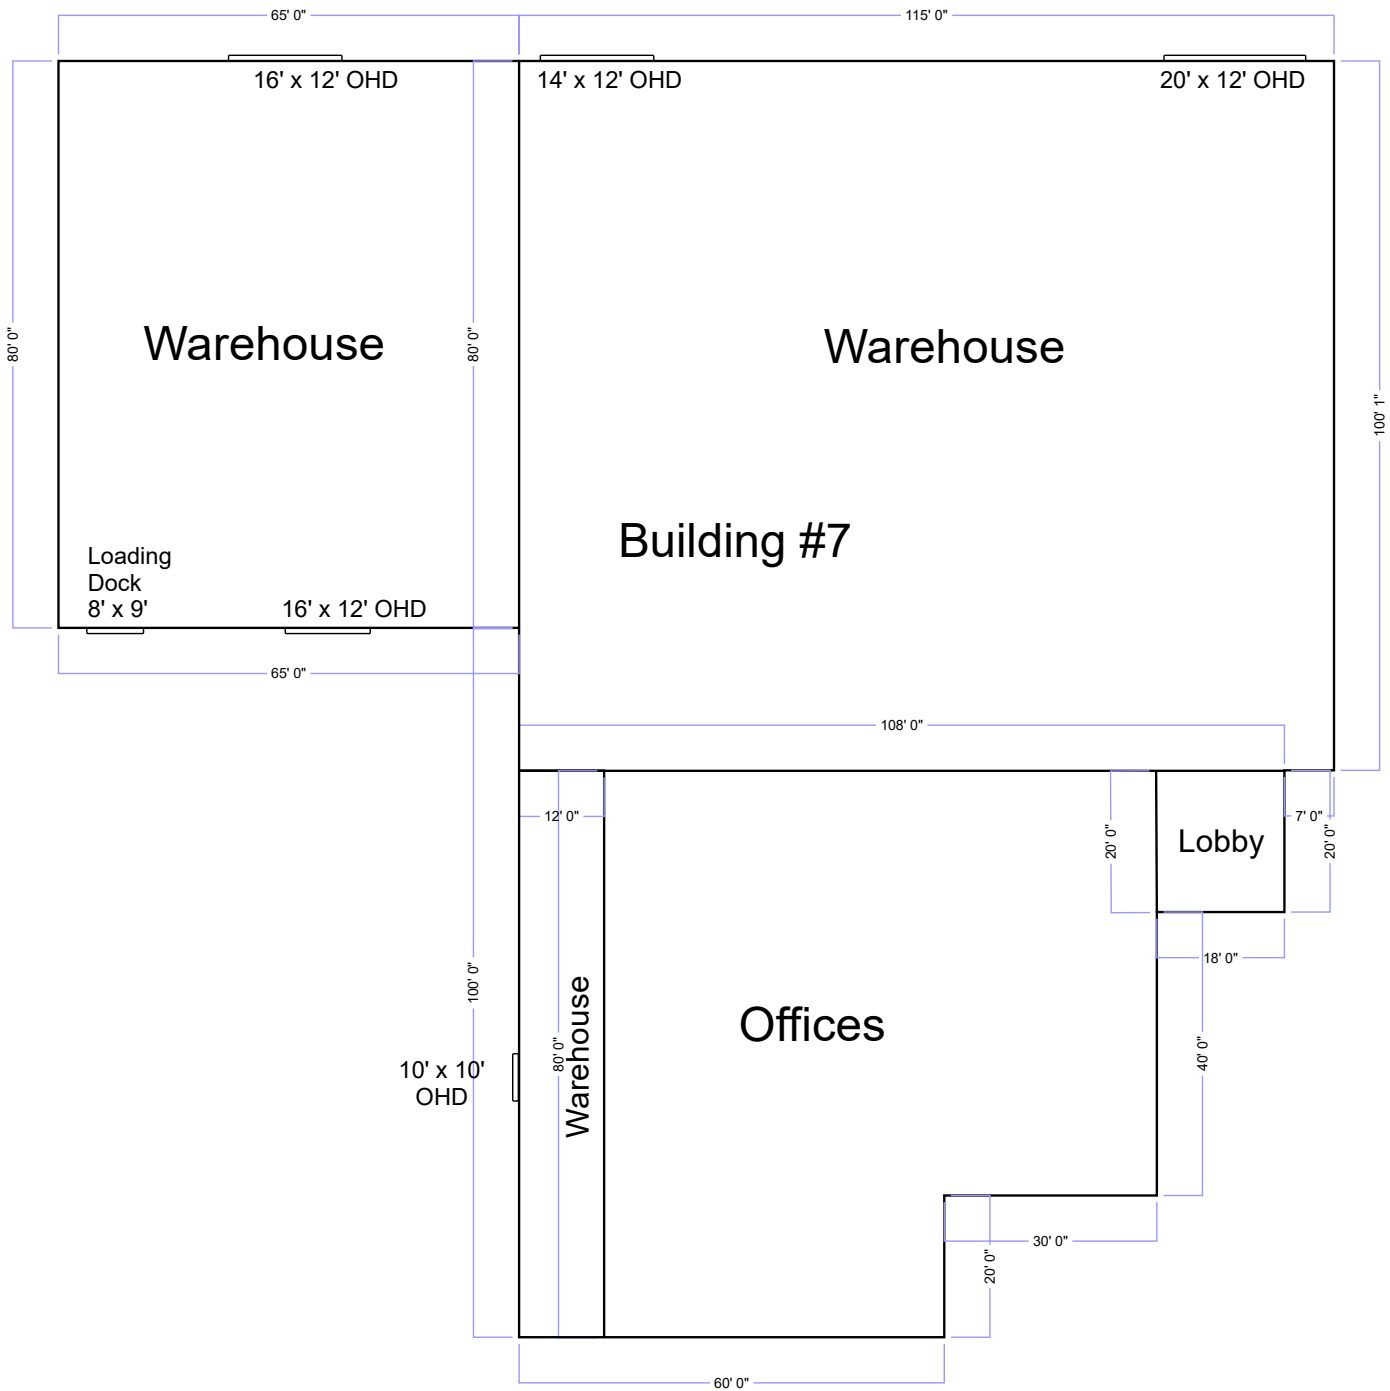 65' 0"
115' 0"
16' x 12' OHD
14' x 12' OHD
20' x 12' OHD
80' 0"
Warehouse
80' 0"
Warehouse
100' 1"
Building #7
Loading
Dock
8' x 9'
16' x 12' OHD
65' 0"
108' 0"
12' 0"
20' 0"
Lobby
7' 0"
20' 0"
18' 0"
100' 0"
10' x 10'
OHD
80' 0"
Warehouse
Offices
40' 0"
30' 0"
20' 0"
60' 0"